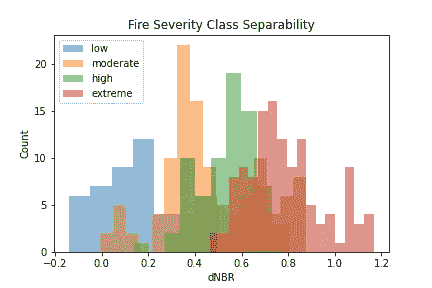 Fire Severity Class Separability
low
moderate
high
extreme
Count
20
15
10
5
0
−0.2 0.0 0.2 0.4 0.6 0.8 1.0 1.2
dNBR